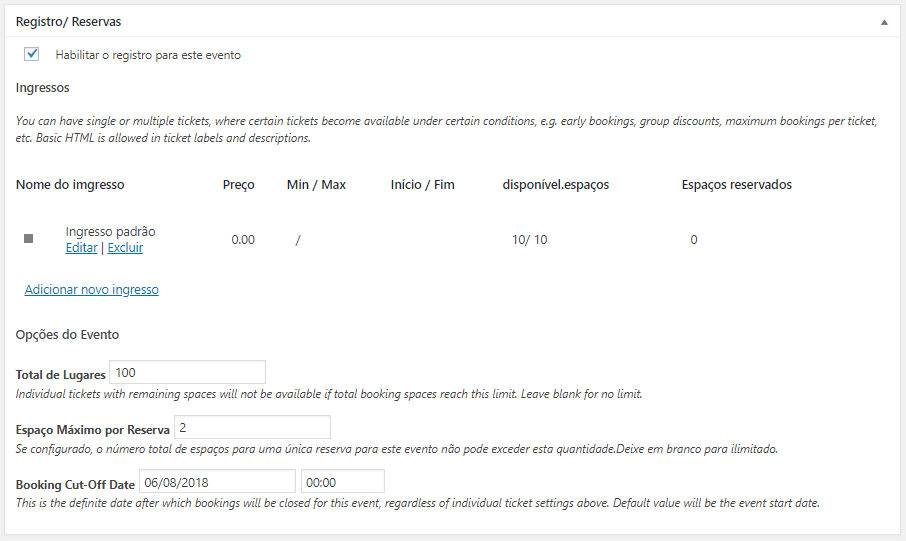 Registro/ Reservas
Habilitar o registro para este evento
Ingressos
You can have single or multiple tickets, where certain tickets become available under certain conditions, e.g. early bookings, group discounts, maximum bookings per ticket,
etc. Basic HTML is allowed in ticket labels and descriptions.
Nome do imgresso Preço Min / Max Início / Fim disponível.espaços Espaços reservados
Ingresso padrão
Editar | Excluir
0.00 / 10/ 10 0
Adicionar novo ingresso
Opções do Evento
Total de Lugares 100
Individual tickets with remaining spaces will not be available if total booking spaces reach this limit. Leave blank for no limit.
Espaço Máximo por Reserva 2
Se configurado, o número total de espaços para uma única reserva para este evento não pode exceder esta quantidade.Deixe em branco para ilimitado.
Booking Cut-Off Date 06/08/2018 00:00
This is the definite date after which bookings will be closed for this event, regardless of individual ticket settings above. Default value will be the event start date.